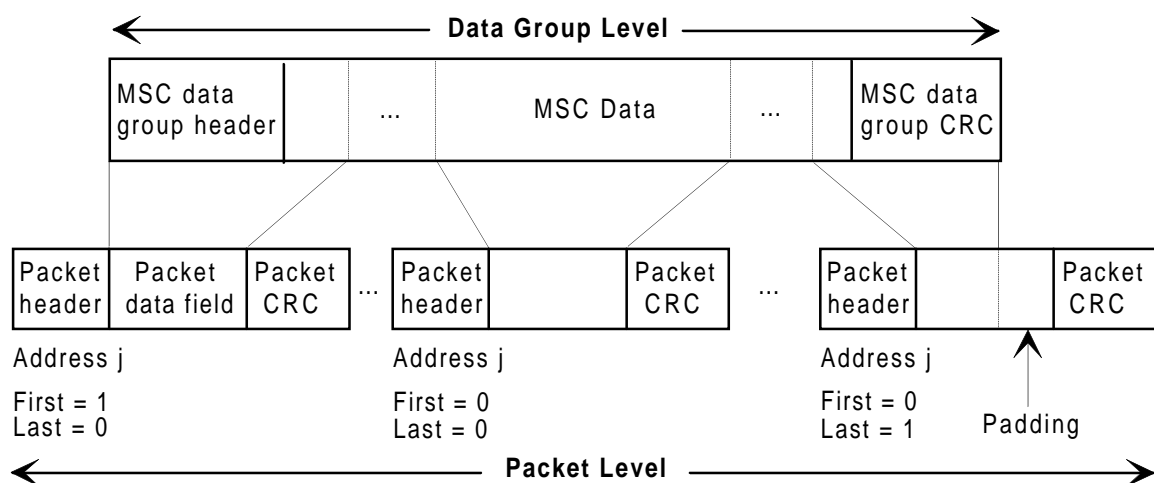 Data Group Level
MSC data
group header
...
MSC Data
...
MSC data
group CRC
Packet
header
Packet
data field
Packet
CRC
...
Packet
header
Packet
CRC
...
Packet
header
Packet
CRC
Address j
First = 1
Last = 0
Address j
First = 0
Last = 0
Address j
First = 0
Last = 1
Padding
Packet Level